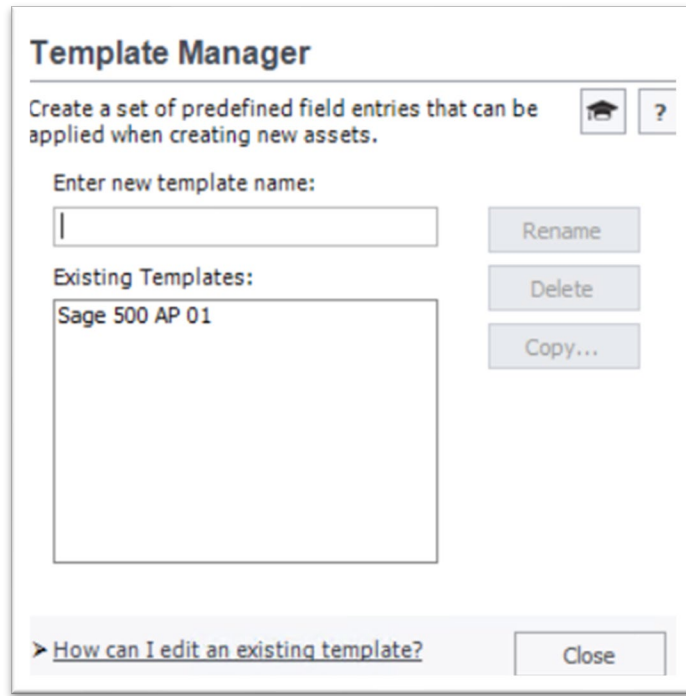 Template Manager
Create a set of predefined field entries that can be
applied when creating new assets.
?
Enter new template name:
Rename
Existing Templates:
Delete
Sage 500 AP 01
Copy...
How can I edit an existing template?
Close